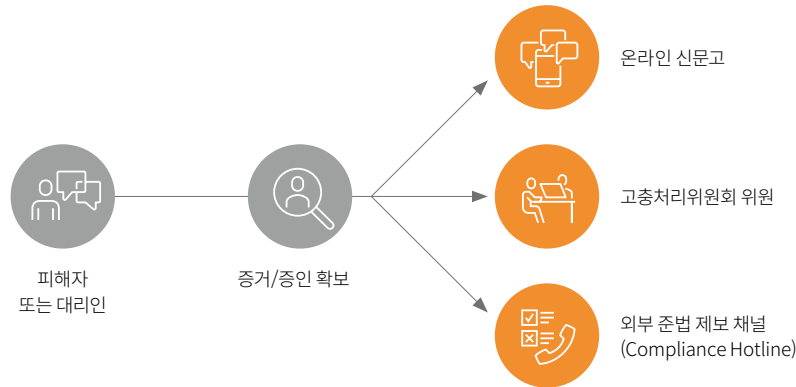 피해자
또는 대리인
증거/증인 확보
온라인 신문고
고충처리위원회 위원
외부 준법 제보 채널
(Compliance Hotline)